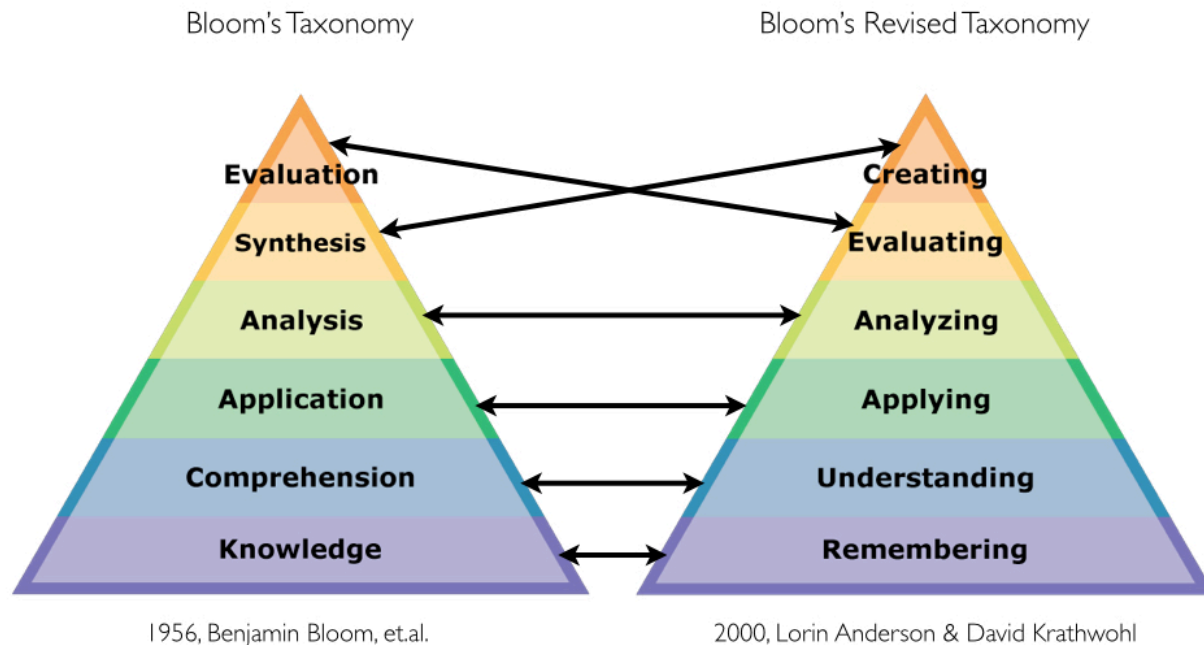 Bloom's Taxonomy
Evaluation
Synthesis
Analysis
Application
Comprehension
Knowledge
1956, Benjamin Bloom, et.al.
Bloom's Revised Taxonomy
Creating
Evaluating
Analyzing
Applying
Understanding
Remembering
2000, Lorin Anderson & David Krathwohl